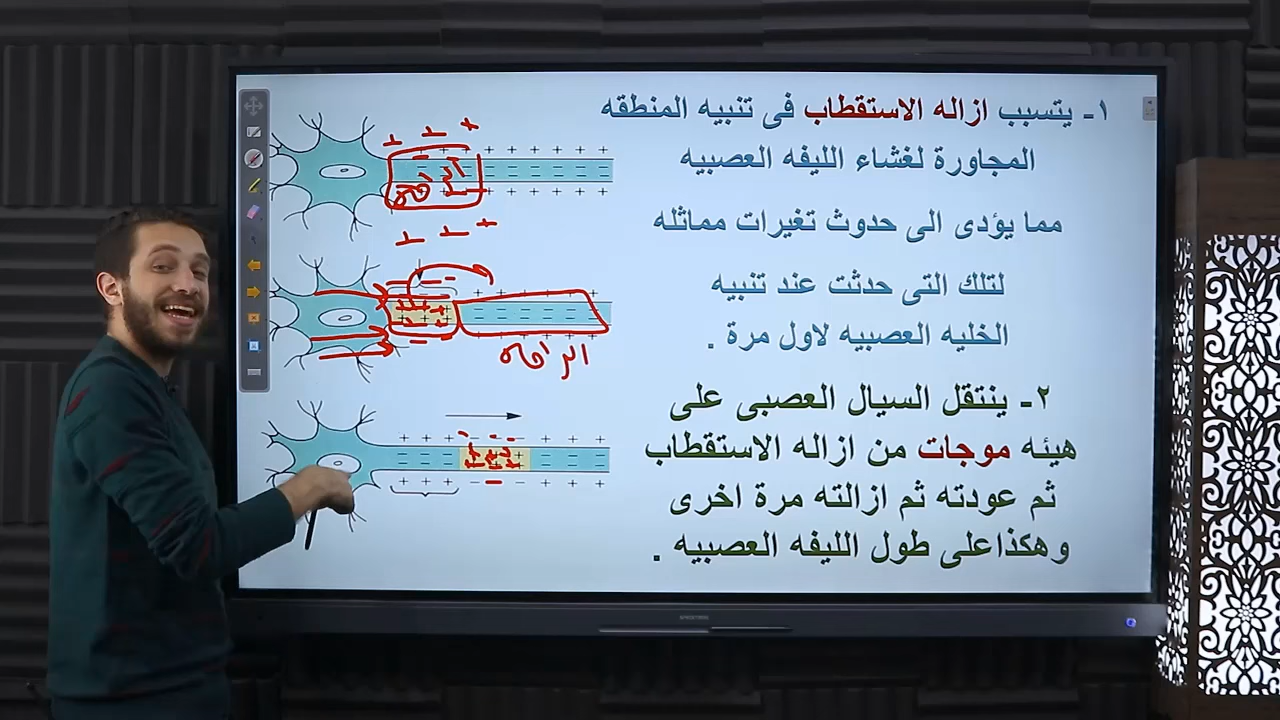 ١- يتسبب ازاله الاستقطاب فى تنبيه المنطقه
المجاورة لغشاء الليفه العصبيه
مما يؤدى الى حدوث تغيرات مماثله
لتلك التى حدثت عند تنبيه
الخليه العصبيه لاول مرة .
٢- ينتقل السيال العصبى على
هيئه موجات من ازاله الاستقطاب
ثم عودته ثم ازالته مرة اخرى
وهكذاعلى طول الليفه العصبيه .